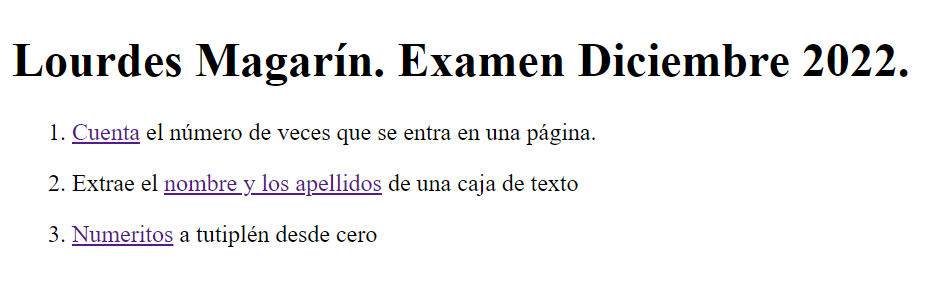 Lourdes Magarín. Examen Diciembre 2022.
1. Cuenta el número de veces que se entra en una página.
2. Extrae el nombre y los apellidos de una caja de texto
3. Numeritos a tutiplén desde cero